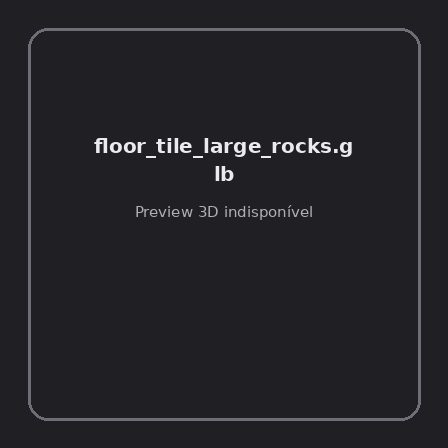 floor_tile_large_rocks.g
lb
Preview 3D indisponível